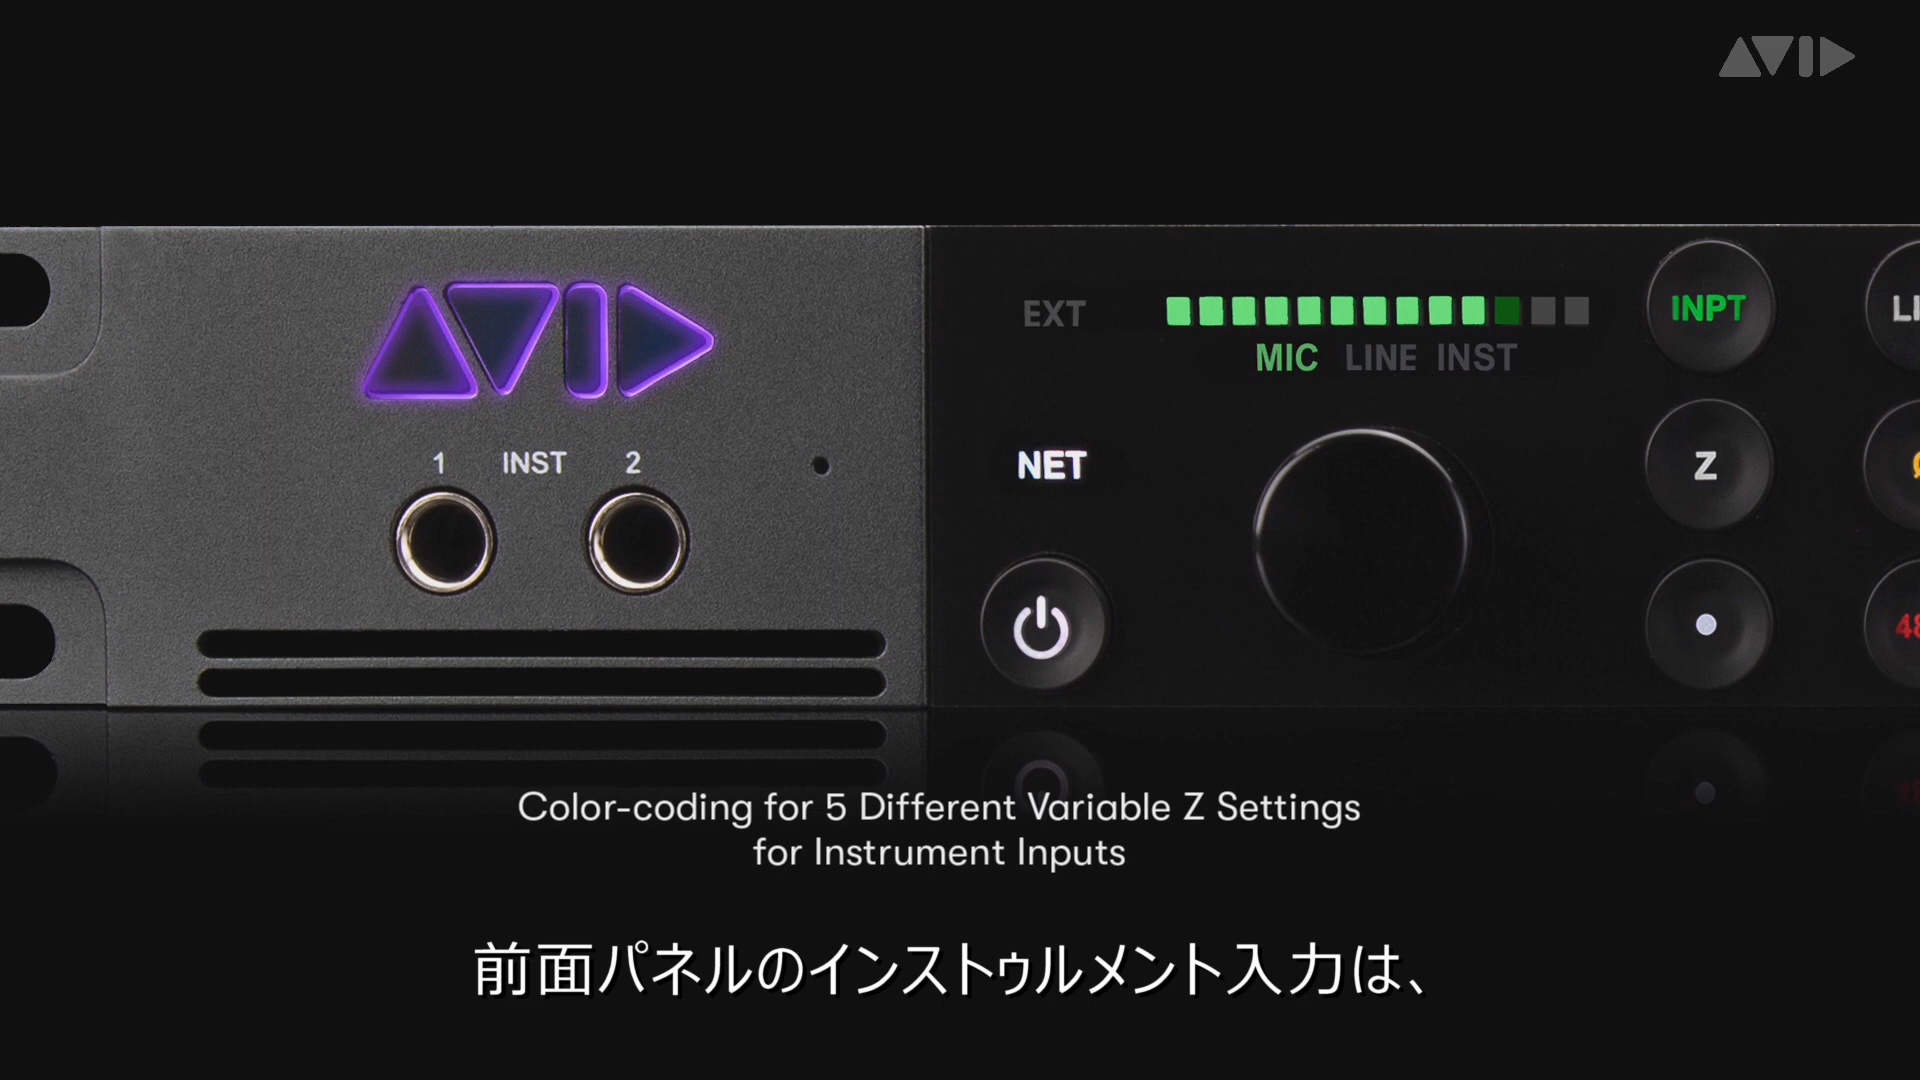 AVID
AVID
EXT
MIC LINE INST
INPT
1 INST 2
NET
Z
Color-coding for 5 Different Variable Z Settings
for Instrument Inputs
前面パネルのインストゥルメント入力は、